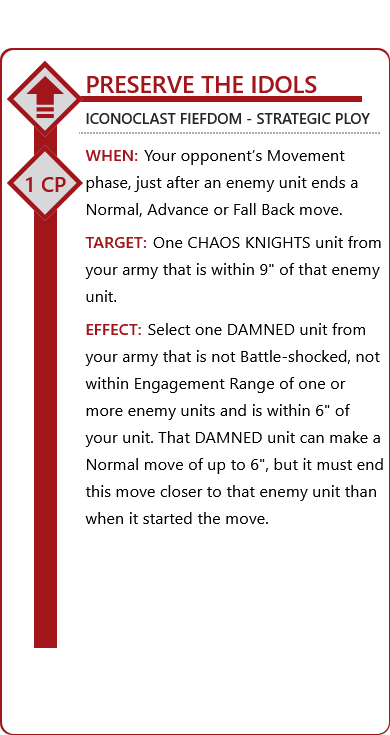 PRESERVE THE IDOLS
ICONOCLAST FIEFDOM - STRATEGIC PLOY
1 CP
WHEN: Your opponent’s Movement
phase, just after an enemy unit ends a
Normal, Advance or Fall Back move.
TARGET: One CHAOS KNIGHTS unit from
your army that is within 9" of that enemy
unit.
EFFECT: Select one DAMNED unit from
your army that is not Battle-shocked, not
within Engagement Range of one or
more enemy units and is within 6" of
your unit. That DAMNED unit can make a
Normal move of up to 6", but it must end
this move closer to that enemy unit than
when it started the move.